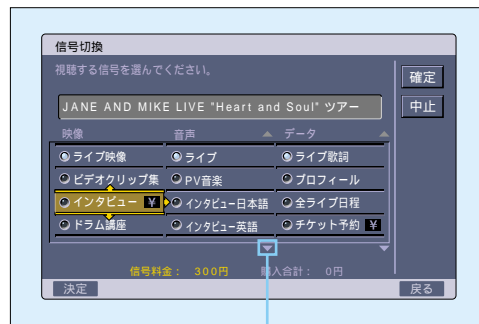 信号切換
視聴する信号を選んでください。
確定
中止
JANE AND MIKE LIVE "Heart and Soul" ツアー
映像 音声 データ
ライブ映像 ライブ ライブ歌詞
ビデオクリップ集 PV音楽 プロフィール
インタビュー ¥ インタビュー日本語 全ライブ日程
ドラム講座 インタビュー英語 チケット予約 ¥
信号料金： 300円 購入合計： 0円
決定 戻る